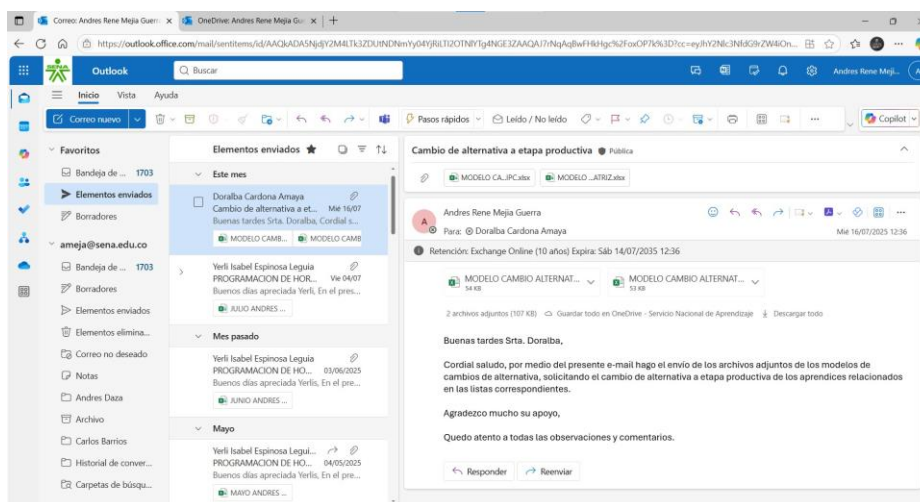 Correo: Andres Rene Mejia Guerr
OneDrive: Andres Rene Mejia Gu
https://outlook.office.com/mail/sentitems/id/
SENA
Outlook
Buscar
Andres Rene Meji...
Inicio Vista Ayuda
Correo nuevo
Pasos rápidos
Leído / No leído
Copilot
Favoritos
Bandeja de ... 1703
Elementos enviados
Borradores
ameja@sena.edu.co
Bandeja de ... 1703
Borradores
Elementos enviados
Elementos elimina...
Correo no deseado
Notas
Andres Daza
Archivo
Carlos Barrios
Historial de conver...
Carpetas de búsqu...
Elementos enviados
Este mes
Doralba Cardona Amaya
Cambio de alternativa a et... Mié 16/07
Buenas tardes Srta. Doralba, Cordial s...
MODELO CAMB...
MODELO CAMB
Yerli Isabel Espinosa Leguia
PROGRAMACION DE HOR... Vie 04/07
Buenos días apreciada Yerlis, En el pres...
JULIO ANDRES ...
Mes pasado
Yerli Isabel Espinosa Leguia
PROGRAMACION DE HO... 03/06/2025
Buenos días apreciada Yerlis, En el pre...
JUNIO ANDRES ...
Mayo
Yerli Isabel Espinosa Legui...
PROGRAMACION DE HO... 04/05/2025
Buenos días apreciada Yerlis, En el pre...
MAYO ANDRES ...
Cambio de alternativa a etapa productiva Pública
MODELO CA...IPC.xlsx
MODELO ...ATRIZ.xlsx
A
Andres Rene Mejia Guerra
Para: Doralba Cardona Amaya
Mié 16/07/2025 12:36
Retención: Exchange Online (10 años) Expira: Sáb 14/07/2035 12:36
MODELO CAMBIO ALTERNAT...
54 KB
MODELO CAMBIO ALTERNAT...
53 KB
2 archivos adjuntos (107 KB) Guardar todo en OneDrive - Servicio Nacional de Aprendizaje Descargar todo
Buenas tardes Srta. Doralba,
Cordial saludo, por medio del presente e-mail hago el envío de los archivos adjuntos de los modelos de
cambios de alternativa, solicitando el cambio de alternativa a etapa productiva de los aprendices relacionados
en las listas correspondientes.
Agradezco mucho su apoyo,
Quedo atento a todas las observaciones y comentarios.
Responder
Reenviar